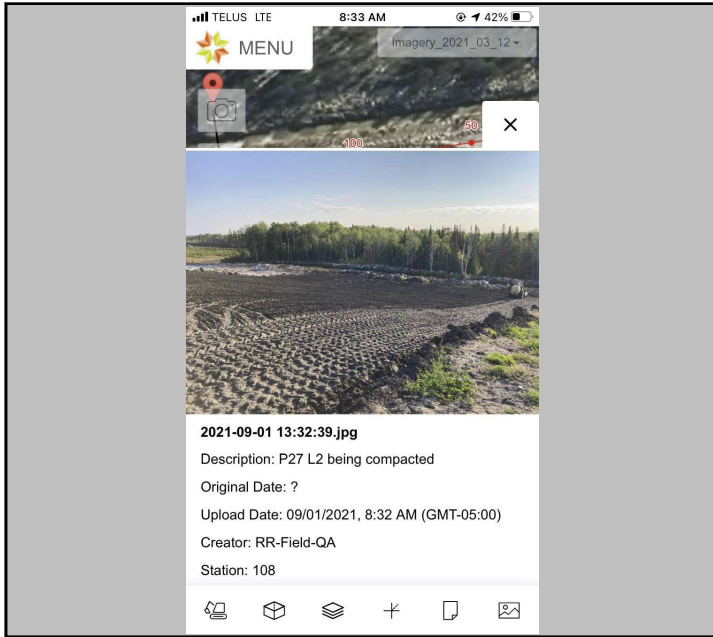 TELUS LTE 8:33 AM 42%
MENU Imagery_2021_03_12
50
100
2021-09-01 13:32:39.jpg
Description: P27 L2 being compacted
Original Date: ?
Upload Date: 09/01/2021, 8:32 AM (GMT-05:00)
Creator: RR-Field-QA
Station: 108